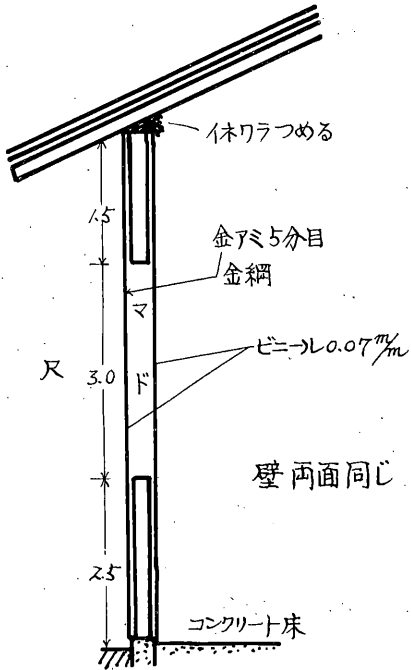 イネワラつめる
1.5
金アミ5分目
金網
マド
ビニール0.07m/m
尺
3.0
壁両面同じ
2.5
コンクリート床